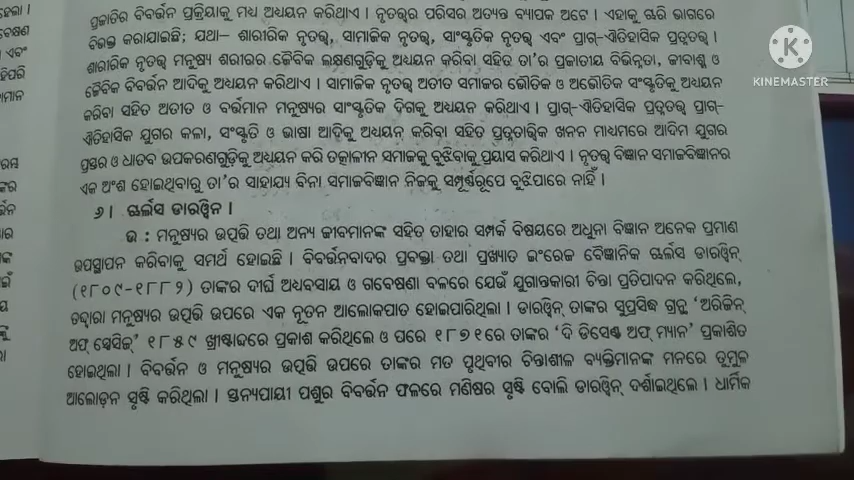 ପ୍ରଜାତିର ବିବର୍ତ୍ତନ ପ୍ରକ୍ରିୟାକୁ ମଧ୍ୟ ଅଧ୍ୟୟନ କରିଥାଏ । ନୃତତ୍ତ୍ୱର ପରିସର ଅତ୍ୟନ୍ତ ବ୍ୟାପକ ଅଟେ । ଏହାକୁ ଚାରି ଭାଗରେ
ବିଭକ୍ତ କରାଯାଇଛି; ଯଥା– ଶାରୀରିକ ନୃତତ୍ତ୍ୱ, ସାମାଜିକ ନୃତତ୍ତ୍ୱ, ସାଂସ୍କୃତିକ ନୃତତ୍ତ୍ୱ ଏବଂ ପ୍ରାଗ୍-ଐତିହାସିକ ପ୍ରତ୍ନତତ୍ତ୍ୱ ।
ଶାରୀରିକ ନୃତତ୍ତ୍ୱ ମନୁଷ୍ୟ ଶରୀରର ଜୈବିକ ଲକ୍ଷଣଗୁଡ଼ିକୁ ଅଧ୍ୟୟନ କରିବା ସହିତ ତା'ର ପ୍ରଜାତୀୟ ବିଭିନ୍ନତା, ଜୀବାଶ୍ମ ଓ
ଜୈବିକ ବିବର୍ତ୍ତନ ଆଦିକୁ ଅଧ୍ୟୟନ କରିଥାଏ । ସାମାଜିକ ନୃତତ୍ତ୍ୱ ଅତୀତ ସମାଜର ଭୌତିକ ଓ ଅଭୌତିକ ସଂସ୍କୃତିକୁ ଅଧ୍ୟୟନ
କରିବା ସହିତ ଅତୀତ ଓ ବର୍ତ୍ତମାନ ମନୁଷ୍ୟର ସାଂସ୍କୃତିକ ଦିଗକୁ ଅଧ୍ୟୟନ କରିଥାଏ । ପ୍ରାଗ୍-ଐତିହାସିକ ପ୍ରତ୍ନତତ୍ତ୍ୱ ପ୍ରାଗ୍-
ଐତିହାସିକ ଯୁଗର କଳା, ସଂସ୍କୃତି ଓ ଭାଷା ଆଦିକୁ ଅଧ୍ୟୟନ କରିବା ସହିତ ପ୍ରତ୍ନତାତ୍ତ୍ୱିକ ଖନନ ମାଧ୍ୟମରେ ଆଦିମ ଯୁଗର
ପ୍ରସ୍ତର ଓ ଧାତବ ଉପକରଣଗୁଡ଼ିକୁ ଅଧ୍ୟୟନ କରି ତତ୍କାଳୀନ ସମାଜକୁ ବୁଝିବାକୁ ପ୍ରୟାସ କରିଥାଏ । ନୃତତ୍ତ୍ୱ ବିଜ୍ଞାନ ସମାଜବିଜ୍ଞାନର
ଏକ ଅଂଶ ହୋଇଥିବାରୁ ତା'ର ସାହାଯ୍ୟ ବିନା ସମାଜବିଜ୍ଞାନ ନିଜକୁ ସମ୍ପୂର୍ଣ୍ଣରୂପେ ବୁଝିପାରେ ନାହିଁ ।
୬। ଚାର୍ଲସ ଡାରୱିନ ।
ଉ : ମନୁଷ୍ୟର ଉତ୍ପତ୍ତି ତଥା ଅନ୍ୟ ଜୀବମାନଙ୍କ ସହିତ ତାହାର ସମ୍ପର୍କ ବିଷୟରେ ଅଧୁନା ବିଜ୍ଞାନ ଅନେକ ପ୍ରମାଣ
ଉପସ୍ଥାପନ କରିବାକୁ ସମର୍ଥ ହୋଇଛି । ବିବର୍ତ୍ତନବାଦର ପ୍ରବକ୍ତା ତଥା ପ୍ରଖ୍ୟାତ ଇଂରେଜ ବୈଜ୍ଞାନିକ ଚାର୍ଲସ ଡାରୱିନ୍
(୧୮୦୯-୧୮୮୨) ତାଙ୍କର ଦୀର୍ଘ ଅଧ୍ୟବସାୟ ଓ ଗବେଷଣା ବଳରେ ଯେଉଁ ଯୁଗାନ୍ତକାରୀ ଚିନ୍ତା ପ୍ରତିପାଦନ କରିଥିଲେ,
ତଦ୍ଦ୍ୱାରା ମନୁଷ୍ୟର ଉତ୍ପତ୍ତି ଉପରେ ଏକ ନୂତନ ଆଲୋକପାତ ହୋଇପାରିଥିଲା । ଡାରୱିନ୍ ତାଙ୍କର ସୁପ୍ରସିଦ୍ଧ ଗ୍ରନ୍ଥ 'ଅରିଜିନ୍
ଅଫ୍ ସ୍ପେସିଜ୍' ୧୮୫୯ ଖ୍ରୀଷ୍ଟାବ୍ଦରେ ପ୍ରକାଶ କରିଥିଲେ ଓ ପରେ ୧୮୭୧ରେ ତାଙ୍କର 'ଦି ଡିସେଣ୍ଟ ଅଫ୍ ମ୍ୟାନ' ପ୍ରକାଶିତ
ହୋଇଥିଲା । ବିବର୍ତ୍ତନ ଓ ମନୁଷ୍ୟର ଉତ୍ପତ୍ତି ଉପରେ ତାଙ୍କର ମତ ପୃଥିବୀର ଚିନ୍ତାଶୀଳ ବ୍ୟକ୍ତିମାନଙ୍କ ମନରେ ତୁମୁଳ
ଆଲୋଡ଼ନ ସୃଷ୍ଟି କରିଥିଲା । ସ୍ତନ୍ୟପାୟୀ ପଶୁର ବିବର୍ତ୍ତନ ଫଳରେ ମଣିଷର ସୃଷ୍ଟି ବୋଲି ଡାରୱିନ୍ ଦର୍ଶାଇଥିଲେ । ଧାର୍ମିକ
KINEMASTER